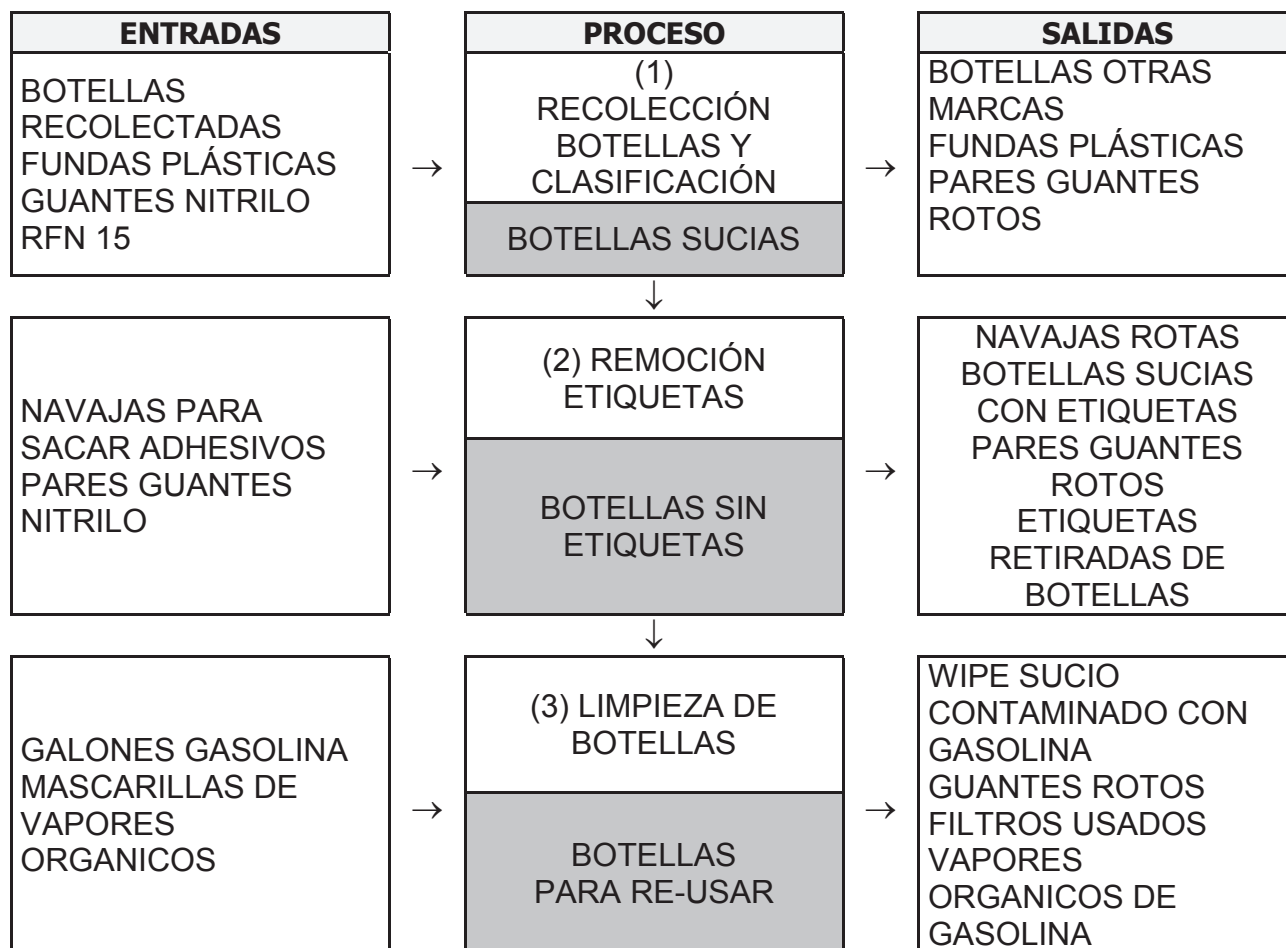 ENTRADAS
PROCESO
SALIDAS
BOTELLAS
RECOLECTADAS
FUNDAS PLÁSTICAS
GUANTES NITRILO
RFN 15
→
(1)
RECOLECCIÓN
BOTELLAS Y
CLASIFICACIÓN
BOTELLAS SUCIAS
→
BOTELLAS OTRAS
MARCAS
FUNDAS PLÁSTICAS
PARES GUANTES
ROTOS
↓
NAVAJAS PARA
SACAR ADHESIVOS
PARES GUANTES
NITRILO
→
(2) REMOCIÓN
ETIQUETAS
BOTELLAS SIN
ETIQUETAS
→
NAVAJAS ROTAS
BOTELLAS SUCIAS
CON ETIQUETAS
PARES GUANTES
ROTOS
ETIQUETAS
RETIRADAS DE
BOTELLAS
↓
GALONES GASOLINA
MASCARILLAS DE
VAPORES
ORGANICOS
→
(3) LIMPIEZA DE
BOTELLAS
BOTELLAS
PARA RE-USAR
→
WIPE SUCIO
CONTAMINADO CON
GASOLINA
GUANTES ROTOS
FILTROS USADOS
VAPORES
ORGANICOS DE
GASOLINA